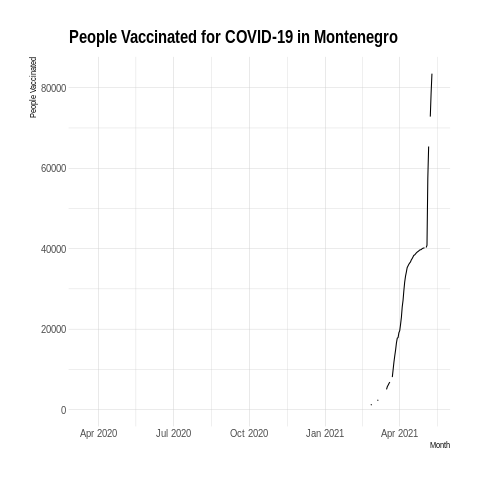 People Vaccinated for COVID-19 in Montenegro
People Vaccinated
80000
60000
40000
20000
0
Apr 2020 Jul 2020 Oct 2020 Jan 2021 Apr 2021
Month